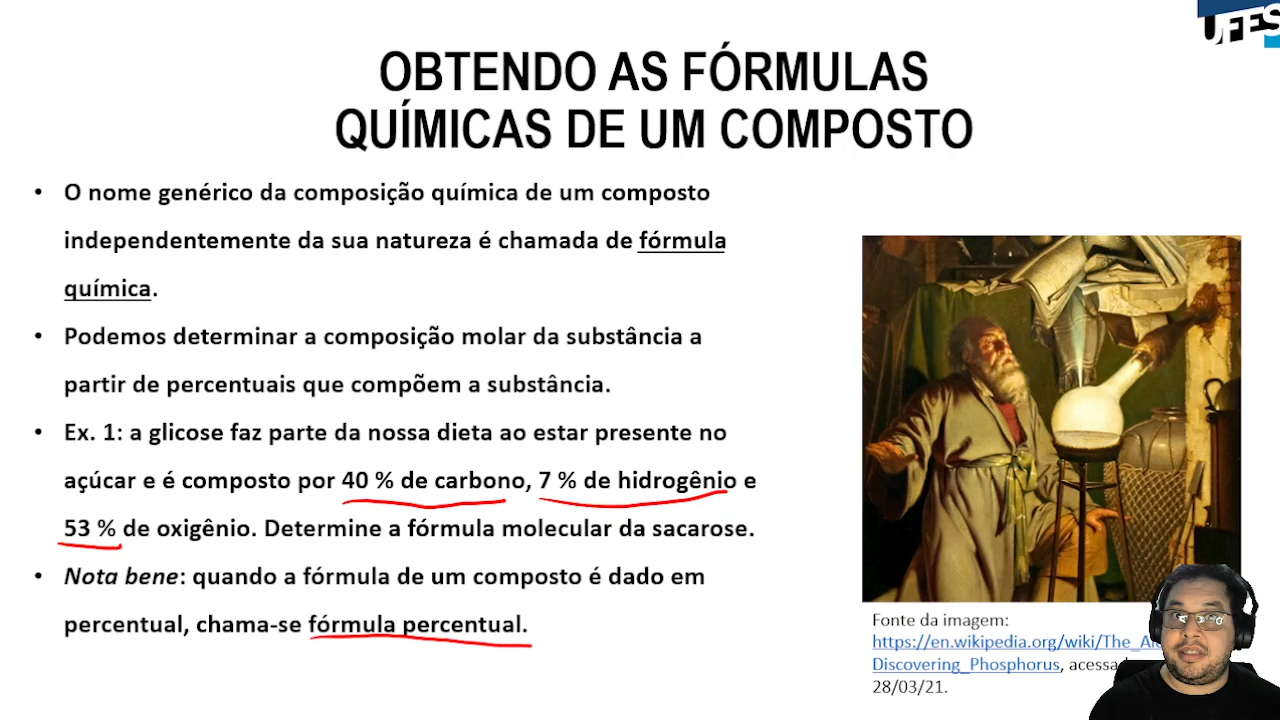 UFES
OBTENDO AS FÓRMULAS
QUÍMICAS DE UM COMPOSTO
• O nome genérico da composição química de um composto
independentemente da sua natureza é chamada de fórmula
química.
• Podemos determinar a composição molar da substância a
partir de percentuais que compõem a substância.
• Ex. 1: a glicose faz parte da nossa dieta ao estar presente no
açúcar e é composto por 40 % de carbono, 7 % de hidrogênio e
53 % de oxigênio. Determine a fórmula molecular da sacarose.
• Nota bene: quando a fórmula de um composto é dado em
percentual, chama-se fórmula percentual.
Fonte da imagem:
https://en.wikipedia.org/wiki/The_
Discovering_Phosphorus,
28/03/21.